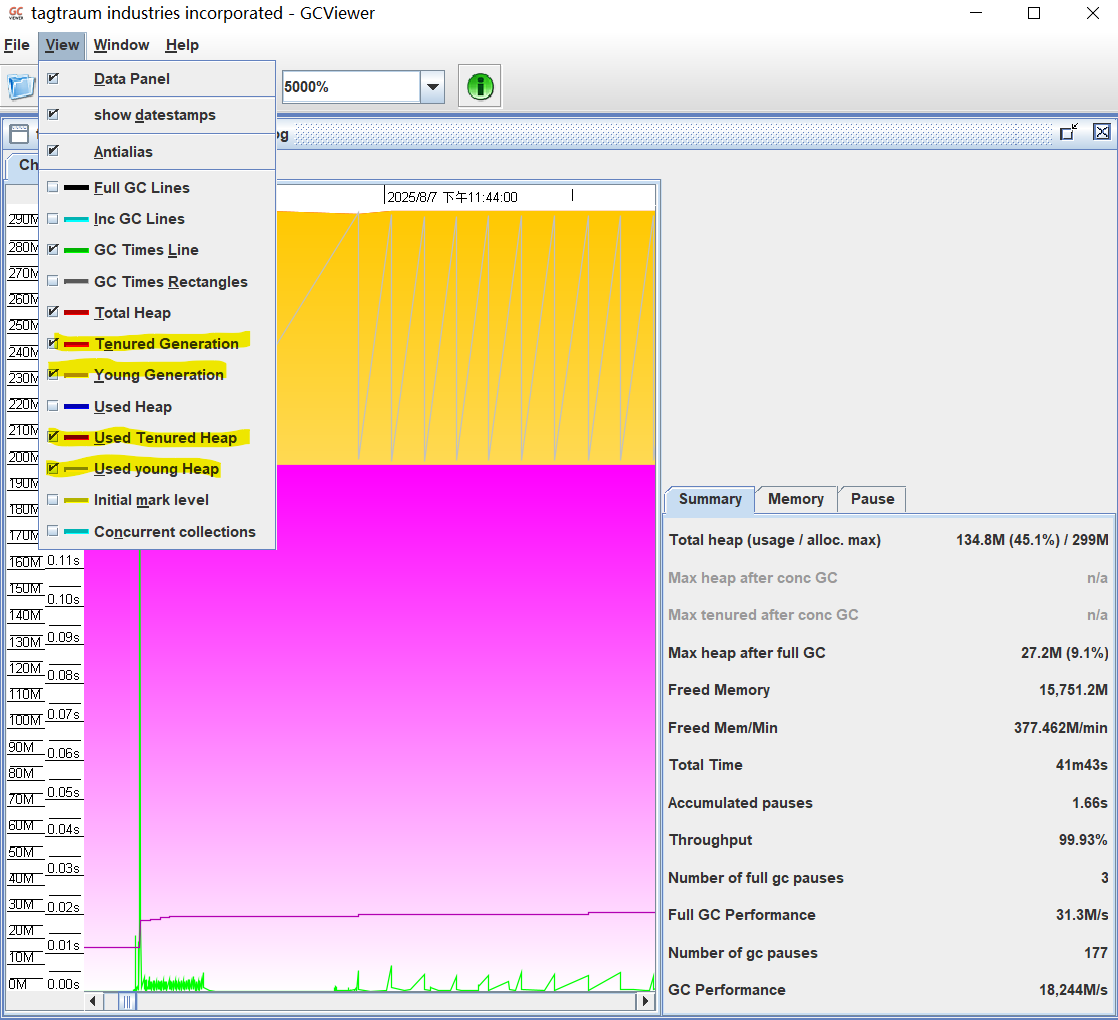 GC
VIEWER
tagtraum industries incorporated - GCViewer
File View Window Help
Data Panel
5000%
show datestamps
Antialias
og
Ch
Full GC Lines
2025/8/7 下午11:44:00
Inc GC Lines
GC Times Line
GC Times Rectangles
Total Heap
Tenured Generation
Young Generation
Used Heap
Used Tenured Heap
Used young Heap
Initial mark level
Concurrent collections
290M
280M
270M
260M
250M
240M
230M
220M
210M
200M
190M
180M
170M
160M 0.11s
150M 0.10s
140M
130M 0.09s
120M 0.08s
110M
100M 0.07s
90M 0.06s
80M
70M 0.05s
60M 0.04s
50M 0.03s
40M
30M 0.02s
20M 0.01s
10M
0M 0.00s
Summary Memory Pause
Total heap (usage / alloc. max) 134.8M (45.1%) / 299M
Max heap after conc GC n/a
Max tenured after conc GC n/a
Max heap after full GC 27.2M (9.1%)
Freed Memory 15,751.2M
Freed Mem/Min 377.462M/min
Total Time 41m43s
Accumulated pauses 1.66s
Throughput 99.93%
Number of full gc pauses 3
Full GC Performance 31.3M/s
Number of gc pauses 177
GC Performance 18,244M/s